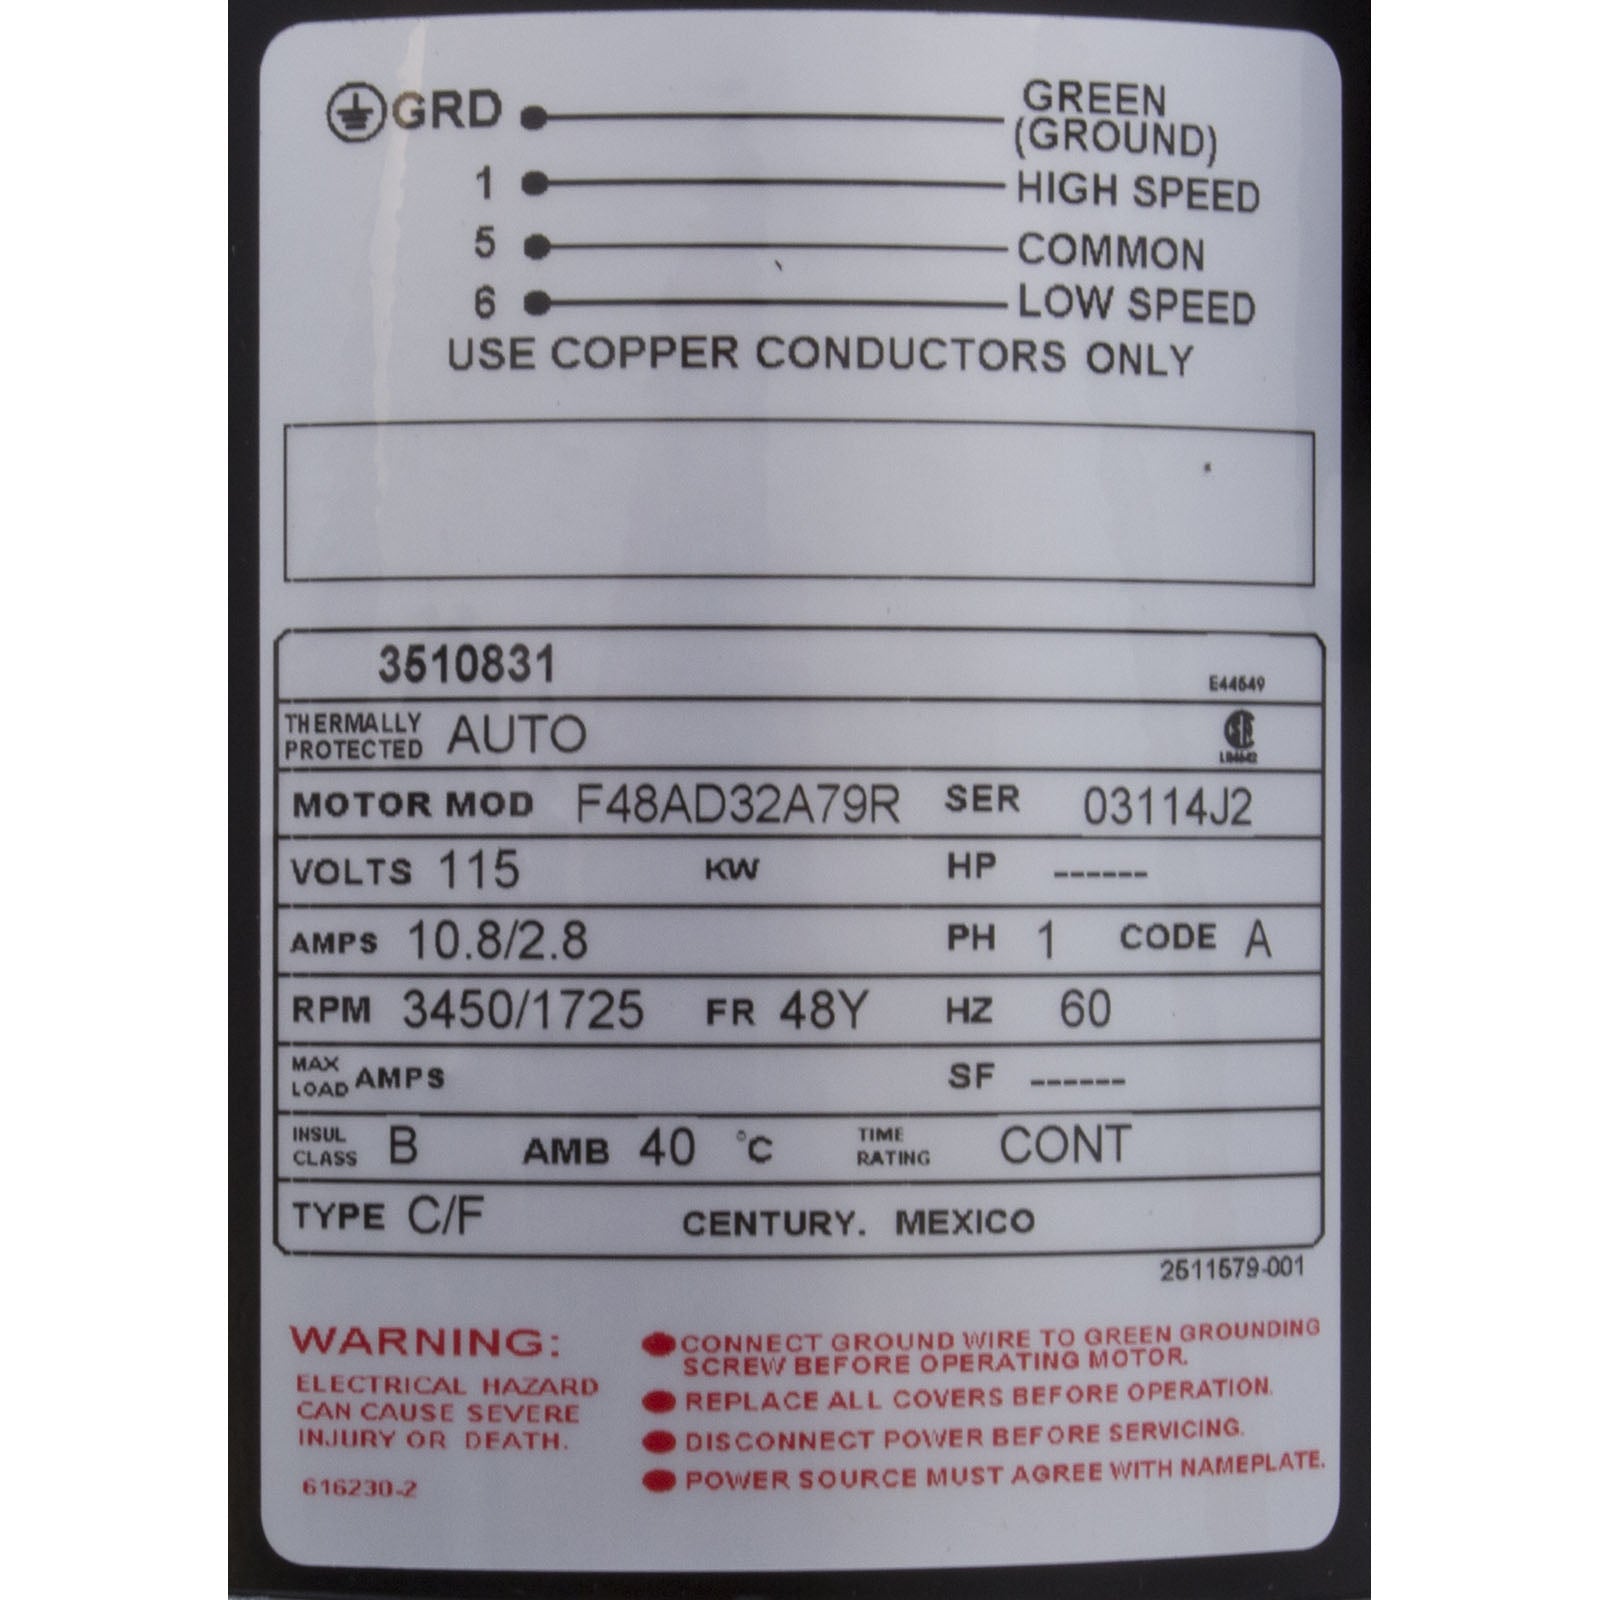 GRD GREEN
(GROUND)
1 HIGH SPEED
5 COMMON
6 LOW SPEED
USE COPPER CONDUCTORS ONLY
3510831
E44549
THERMALLY PROTECTED AUTO
MOTOR MOD F48AD32A79R SER 03114J2
VOLTS 115 KW HP ------
AMPS 10.8/2.8 PH 1 CODE A
RPM 3450/1725 FR 48Y HZ 60
MAX LOAD AMPS SF ------
INSUL CLASS B AMB 40 °C TIME RATING CONT
TYPE C/F CENTURY. MEXICO
2511579-001
WARNING:
ELECTRICAL HAZARD
CAN CAUSE SEVERE
INJURY OR DEATH.
616230-2
CONNECT GROUND WIRE TO GREEN GROUNDING
SCREW BEFORE OPERATING MOTOR.
REPLACE ALL COVERS BEFORE OPERATION.
DISCONNECT POWER BEFORE SERVICING.
POWER SOURCE MUST AGREE WITH NAMEPLATE.